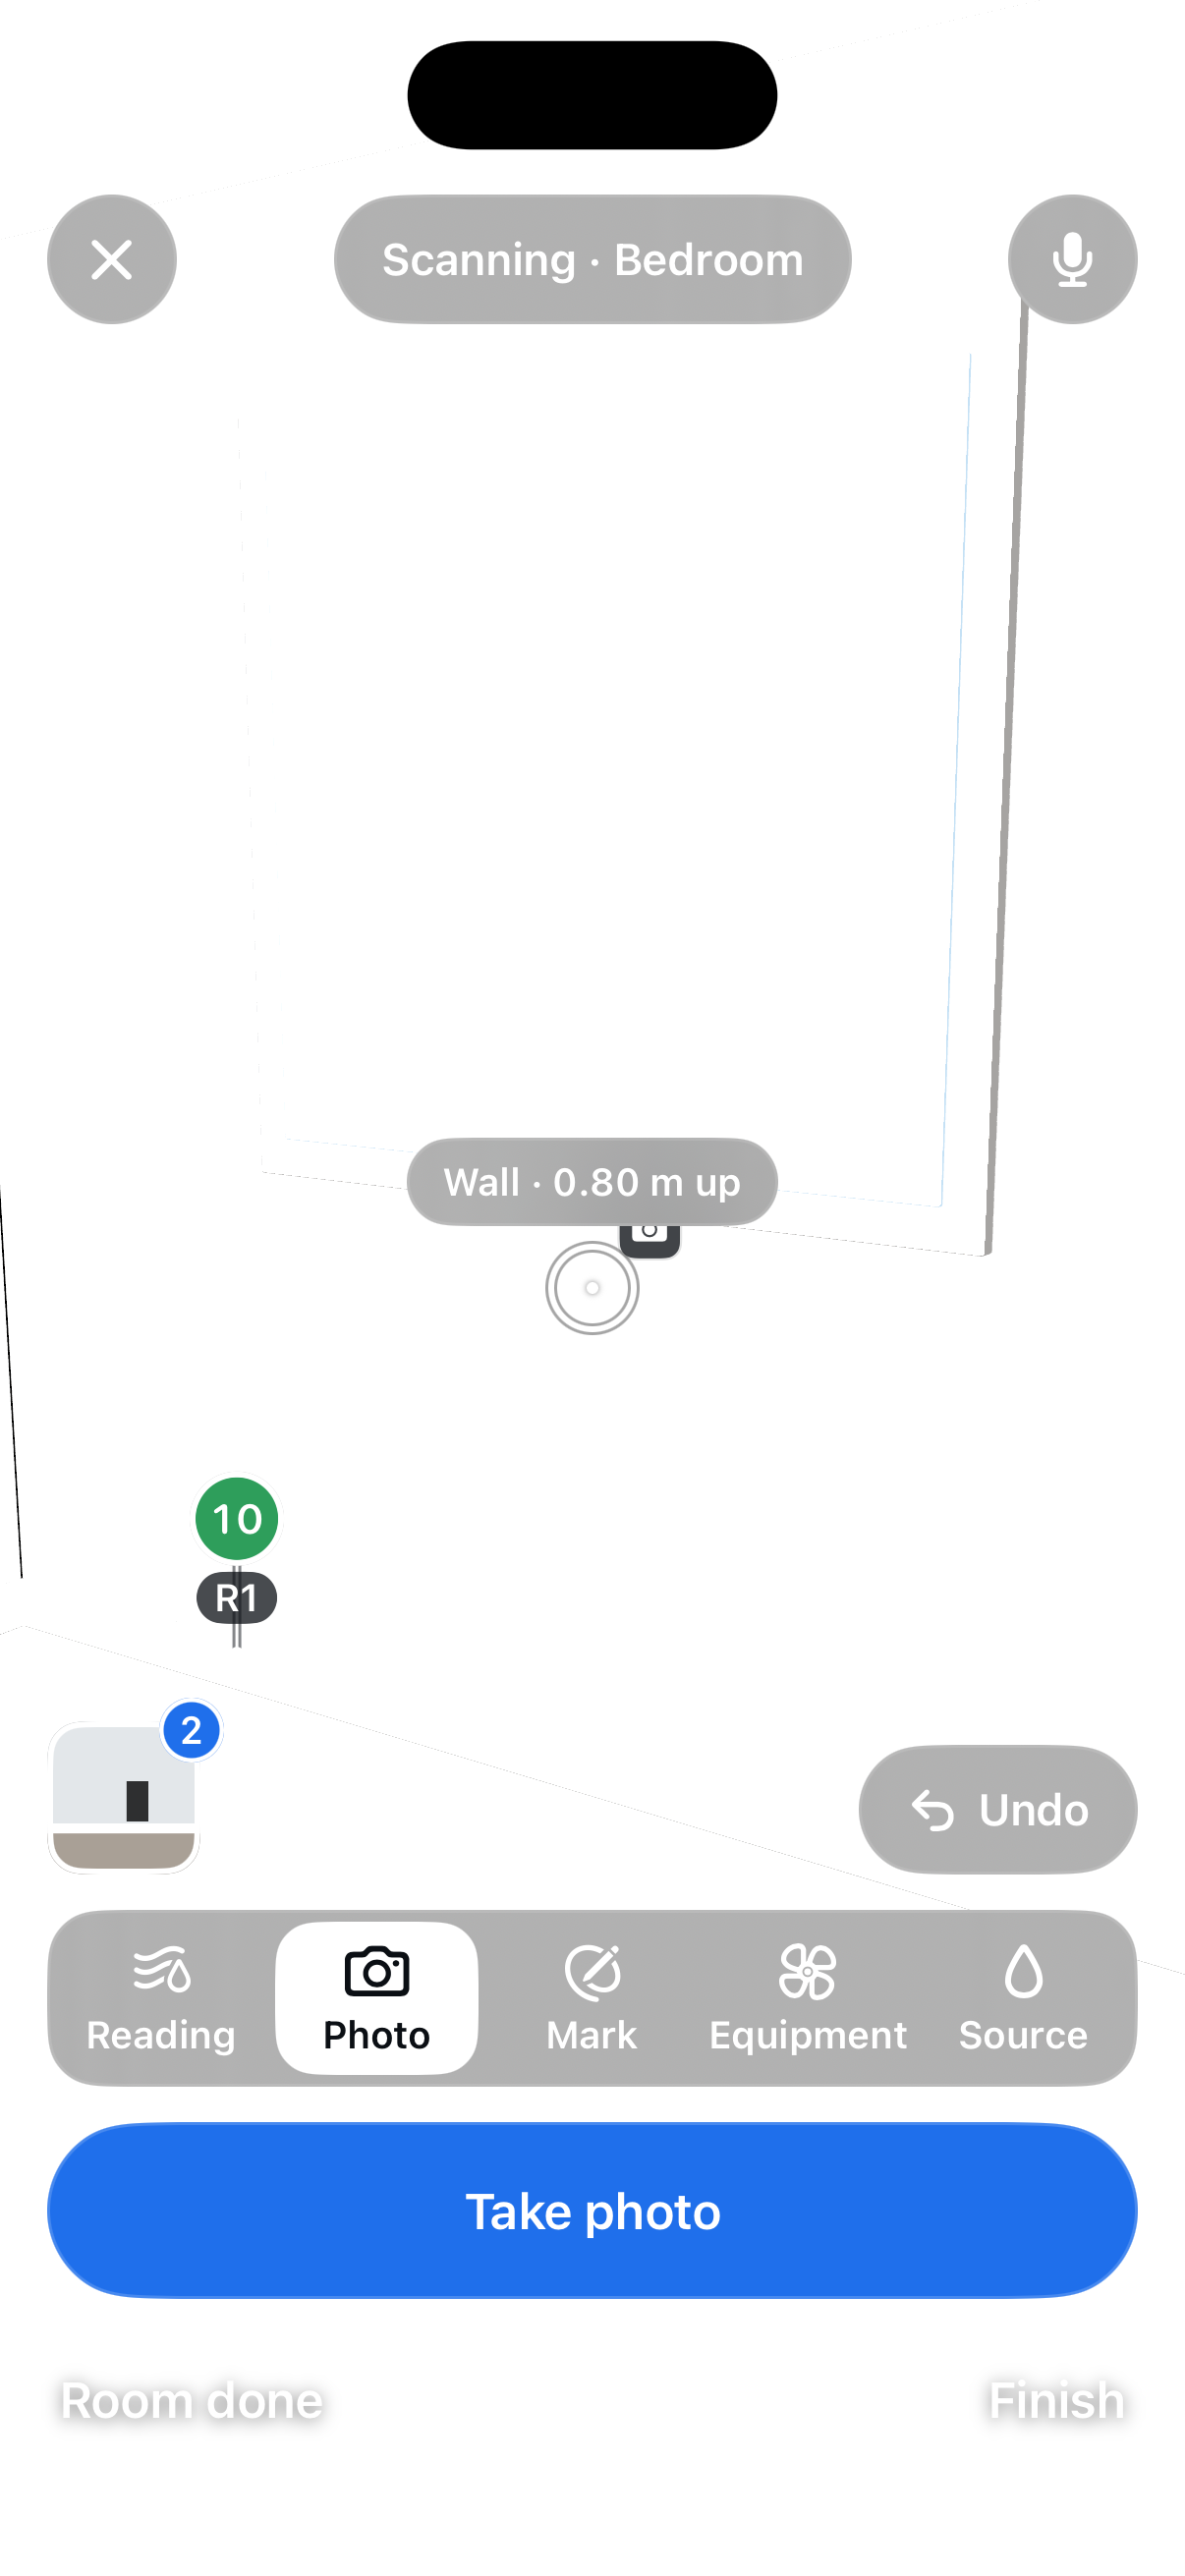 Scanning · Bedroom
Wall · 0.80 m up
10
R1
2
Undo
Reading
Photo
Mark
Equipment
Source
Take photo
Room done
Finish